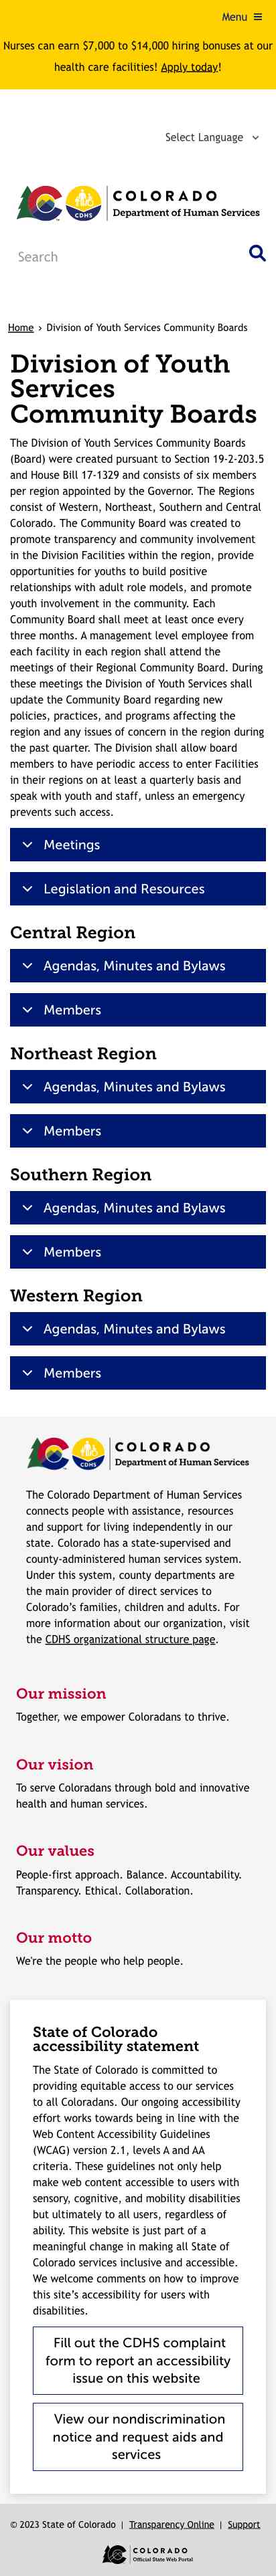 Menu
Nurses can earn $7,000 to $14,000 hiring bonuses at our
health care facilities! Apply today!
Select Language
COLORADO
CDHS
Department of Human Services
Search
Home › Division of Youth Services Community Boards
Division of Youth
Services
Community Boards
The Division of Youth Services Community Boards
(Board) were created pursuant to Section 19-2-203.5
and House Bill 17-1329 and consists of six members
per region appointed by the Governor. The Regions
consist of Western, Northeast, Southern and Central
Colorado. The Community Board was created to
promote transparency and community involvement
in the Division Facilities within the region, provide
opportunities for youths to build positive
relationships with adult role models, and promote
youth involvement in the community. Each
Community Board shall meet at least once every
three months. A management level employee from
each facility in each region shall attend the
meetings of their Regional Community Board. During
these meetings the Division of Youth Services shall
update the Community Board regarding new
policies, practices, and programs affecting the
region and any issues of concern in the region during
the past quarter. The Division shall allow board
members to have periodic access to enter Facilities
in their regions on at least a quarterly basis and
speak with youth and staff, unless an emergency
prevents such access.
Meetings
Legislation and Resources
Central Region
Agendas, Minutes and Bylaws
Members
Northeast Region
Agendas, Minutes and Bylaws
Members
Southern Region
Agendas, Minutes and Bylaws
Members
Western Region
Agendas, Minutes and Bylaws
Members
COLORADO
CDHS
Department of Human Services
The Colorado Department of Human Services
connects people with assistance, resources
and support for living independently in our
state. Colorado has a state-supervised and
county-administered human services system.
Under this system, county departments are
the main provider of direct services to
Colorado’s families, children and adults. For
more information about our organization, visit
the CDHS organizational structure page.
Our mission
Together, we empower Coloradans to thrive.
Our vision
To serve Coloradans through bold and innovative
health and human services.
Our values
People-first approach. Balance. Accountability.
Transparency. Ethical. Collaboration.
Our motto
We're the people who help people.
State of Colorado
accessibility statement
The State of Colorado is committed to
providing equitable access to our services
to all Coloradans. Our ongoing accessibility
effort works towards being in line with the
Web Content Accessibility Guidelines
(WCAG) version 2.1, levels A and AA
criteria. These guidelines not only help
make web content accessible to users with
sensory, cognitive, and mobility disabilities
but ultimately to all users, regardless of
ability. This website is just part of a
meaningful change in making all State of
Colorado services inclusive and accessible.
We welcome comments on how to improve
this site’s accessibility for users with
disabilities.
Fill out the CDHS complaint
form to report an accessibility
issue on this website
View our nondiscrimination
notice and request aids and
services
© 2023 State of Colorado | Transparency Online | Support
COLORADO
Official State Web Portal